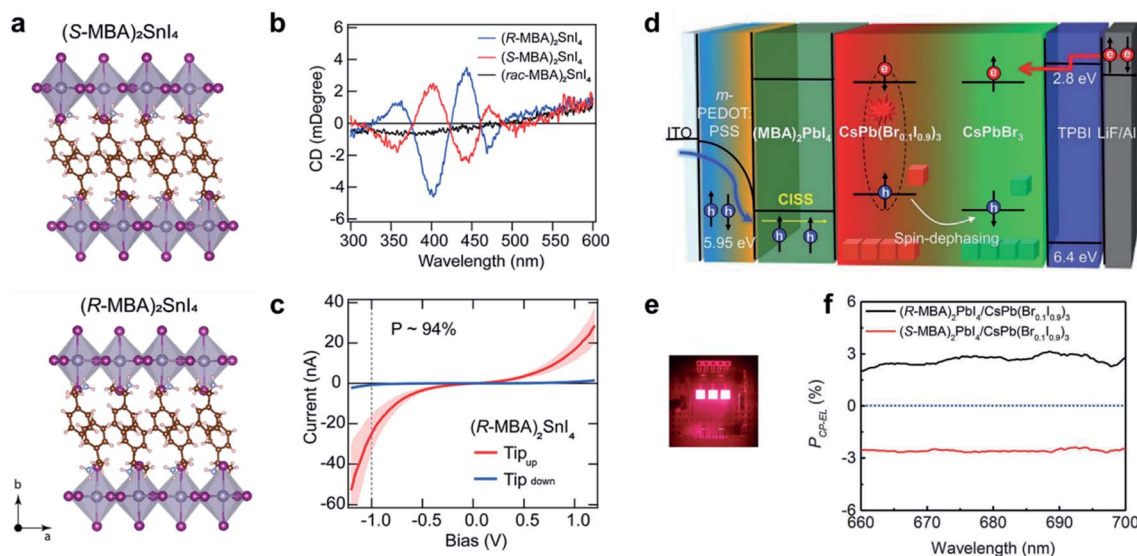 a
(S-MBA)₂SnI₄
(R-MBA)₂SnI₄
b
a
b
CD (mDegree)
6
4
2
0
-2
-4
-6
(R-MBA)₂SnI₄
(S-MBA)₂SnI₄
(rac-MBA)₂SnI₄
300 350 400 450 500 550 600
Wavelength (nm)
c
Current (nA)
40
20
0
-20
-40
-60
P ~ 94%
(R-MBA)₂SnI₄
Tip up
Tip down
-1.0 -0.5 0.0 0.5 1.0
Bias (V)
d
ITO
m-
PEDOT:
PSS
(MBA)₂PbI₄
CsPb(Br₀.₁I₀.₉)₃
CsPbBr₃
TPBI
LiF/Al
2.8 eV
e
e
h
h
h
h
h
h
CISS
5.95 eV
Spin-dephasing
6.4 eV
e
f
P CP-EL (%)
6
3
0
-3
-6
(R-MBA)₂PbI₄/CsPb(Br₀.₁I₀.₉)₃
(S-MBA)₂PbI₄/CsPb(Br₀.₁I₀.₉)₃
660 670 680 690 700
Wavelength (nm)